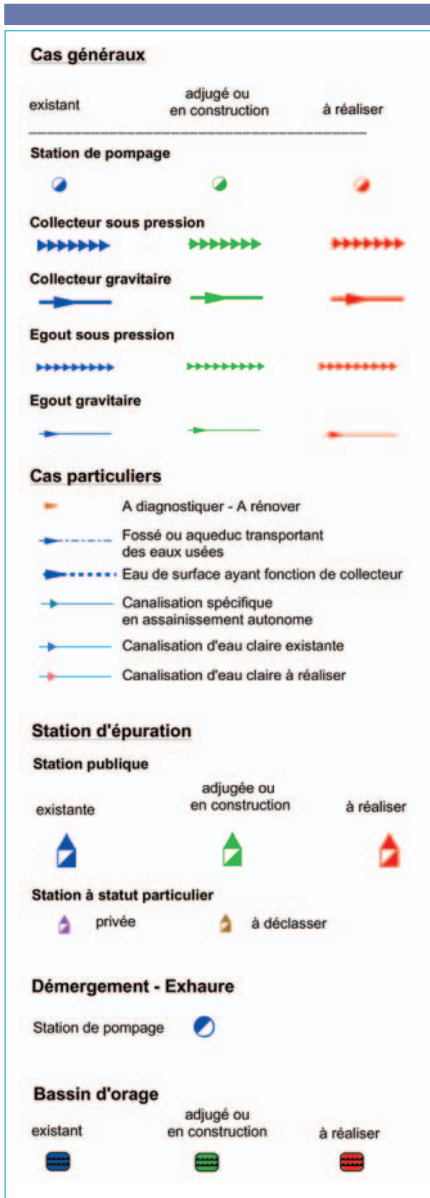 Cas généraux
existant
adjugé ou
en construction
à réaliser
Station de pompage
Collecteur sous pression
Collecteur gravitaire
Egout sous pression
Egout gravitaire
Cas particuliers
A diagnostiquer - A rénover
Fossé ou aqueduc transportant
des eaux usées
Eau de surface ayant fonction de collecteur
Canalisation spécifique
en assainissement autonome
Canalisation d'eau claire existante
Canalisation d'eau claire à réaliser
Station d'épuration
Station publique
existante
adjugée ou
en construction
à réaliser
Station à statut particulier
privée
à déclasser
Démergement - Exhaure
Station de pompage
Bassin d'orage
existant
adjugé ou
en construction
à réaliser